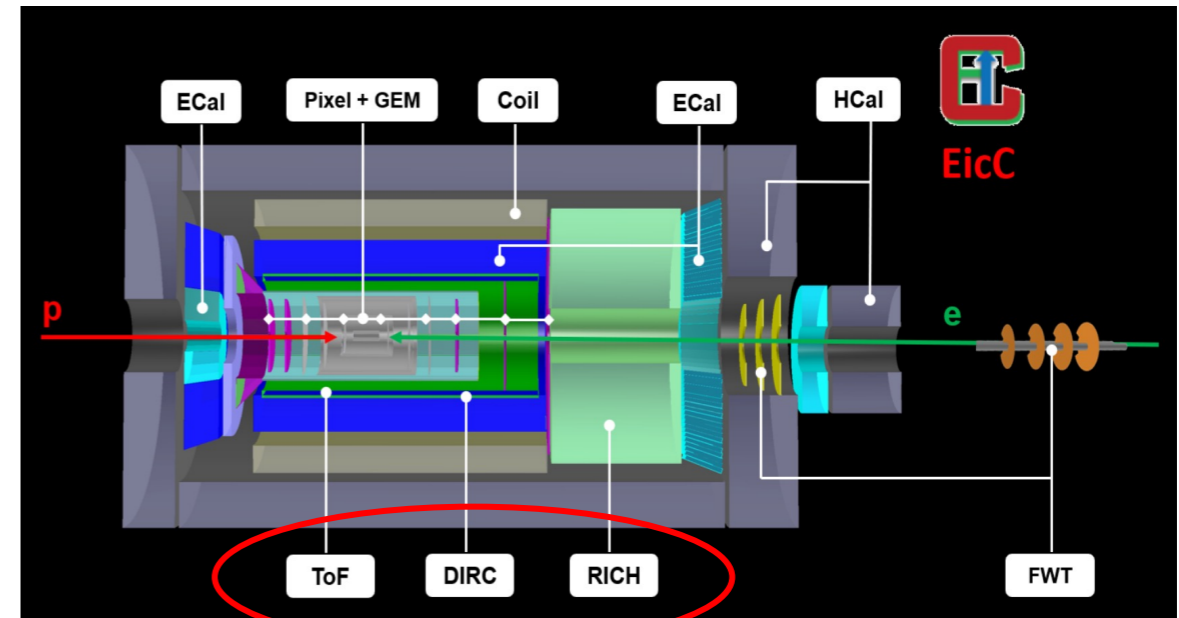 ECal
Pixel + GEM
Coil
ECal
HCal
EicC
p
e
ToF
DIRC
RICH
FWT